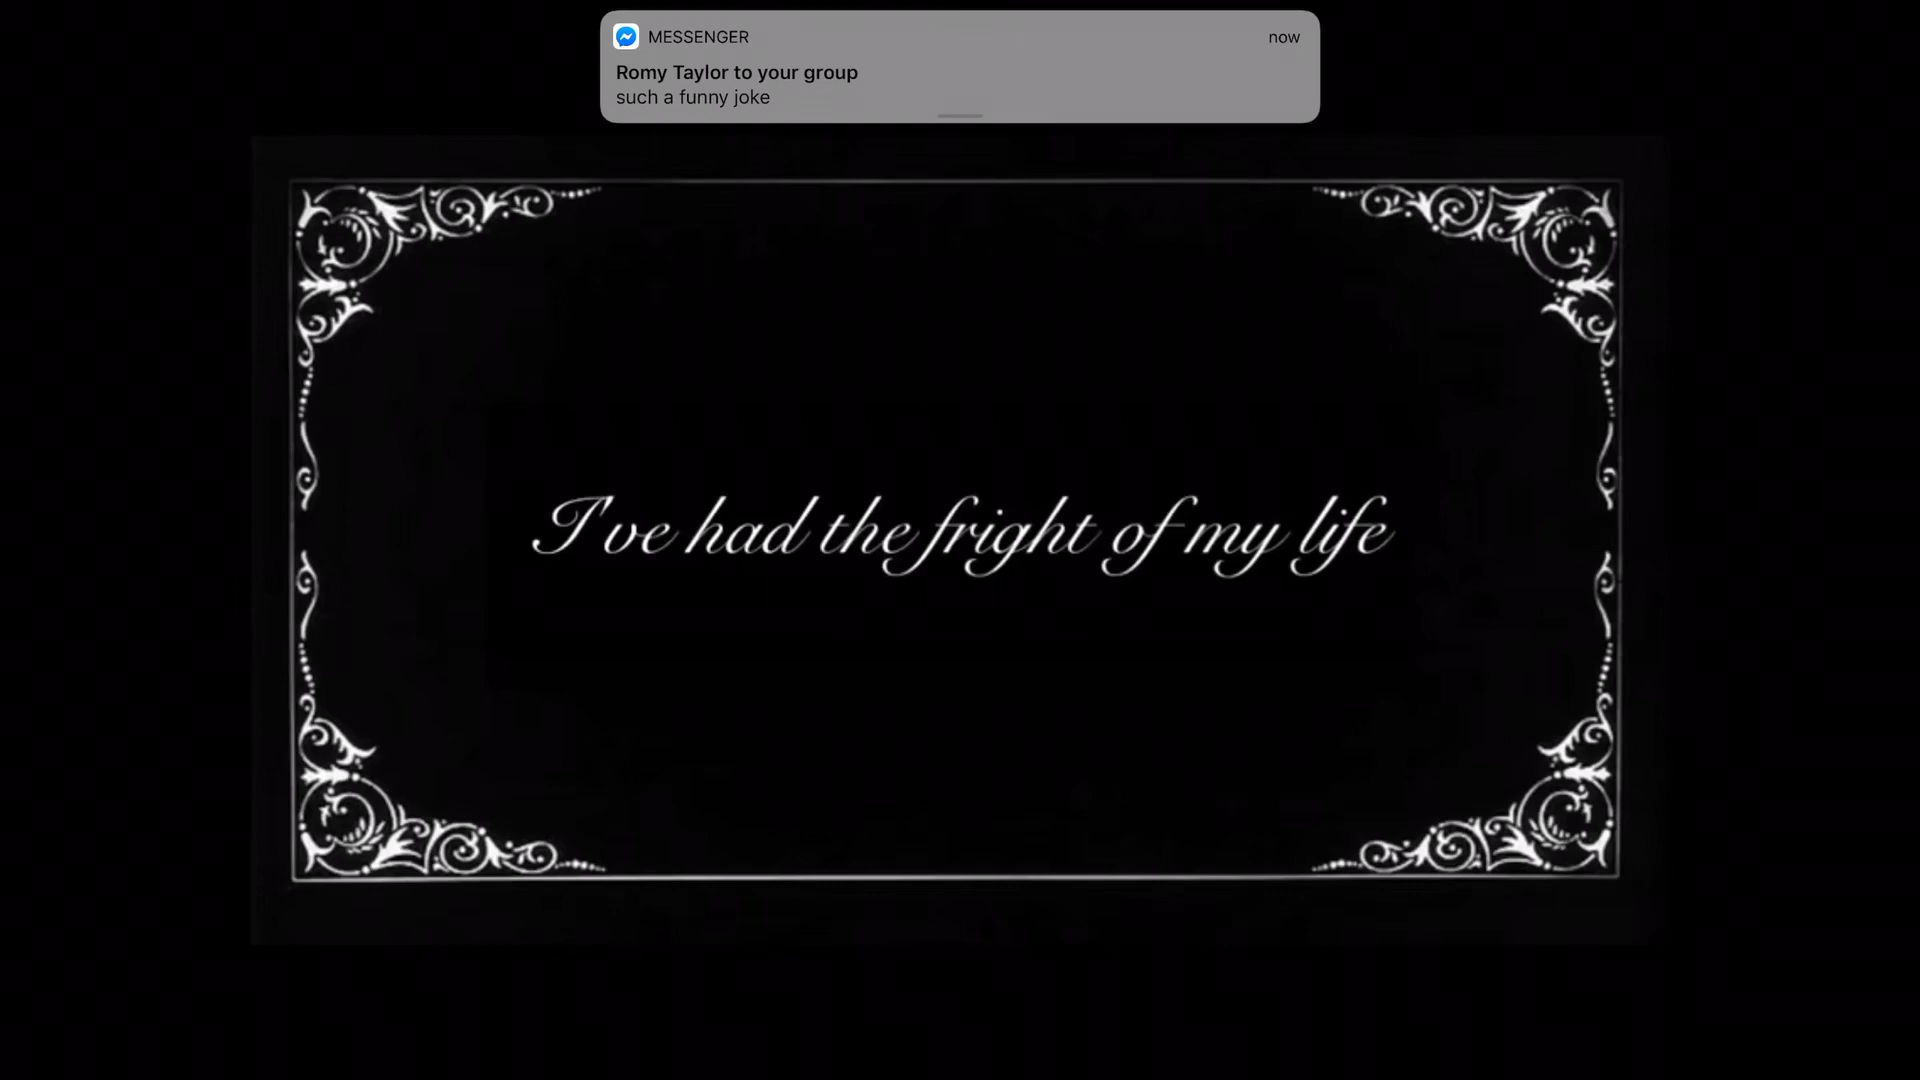 MESSENGER now
Romy Taylor to your group
such a funny joke
I've had the fright of my life